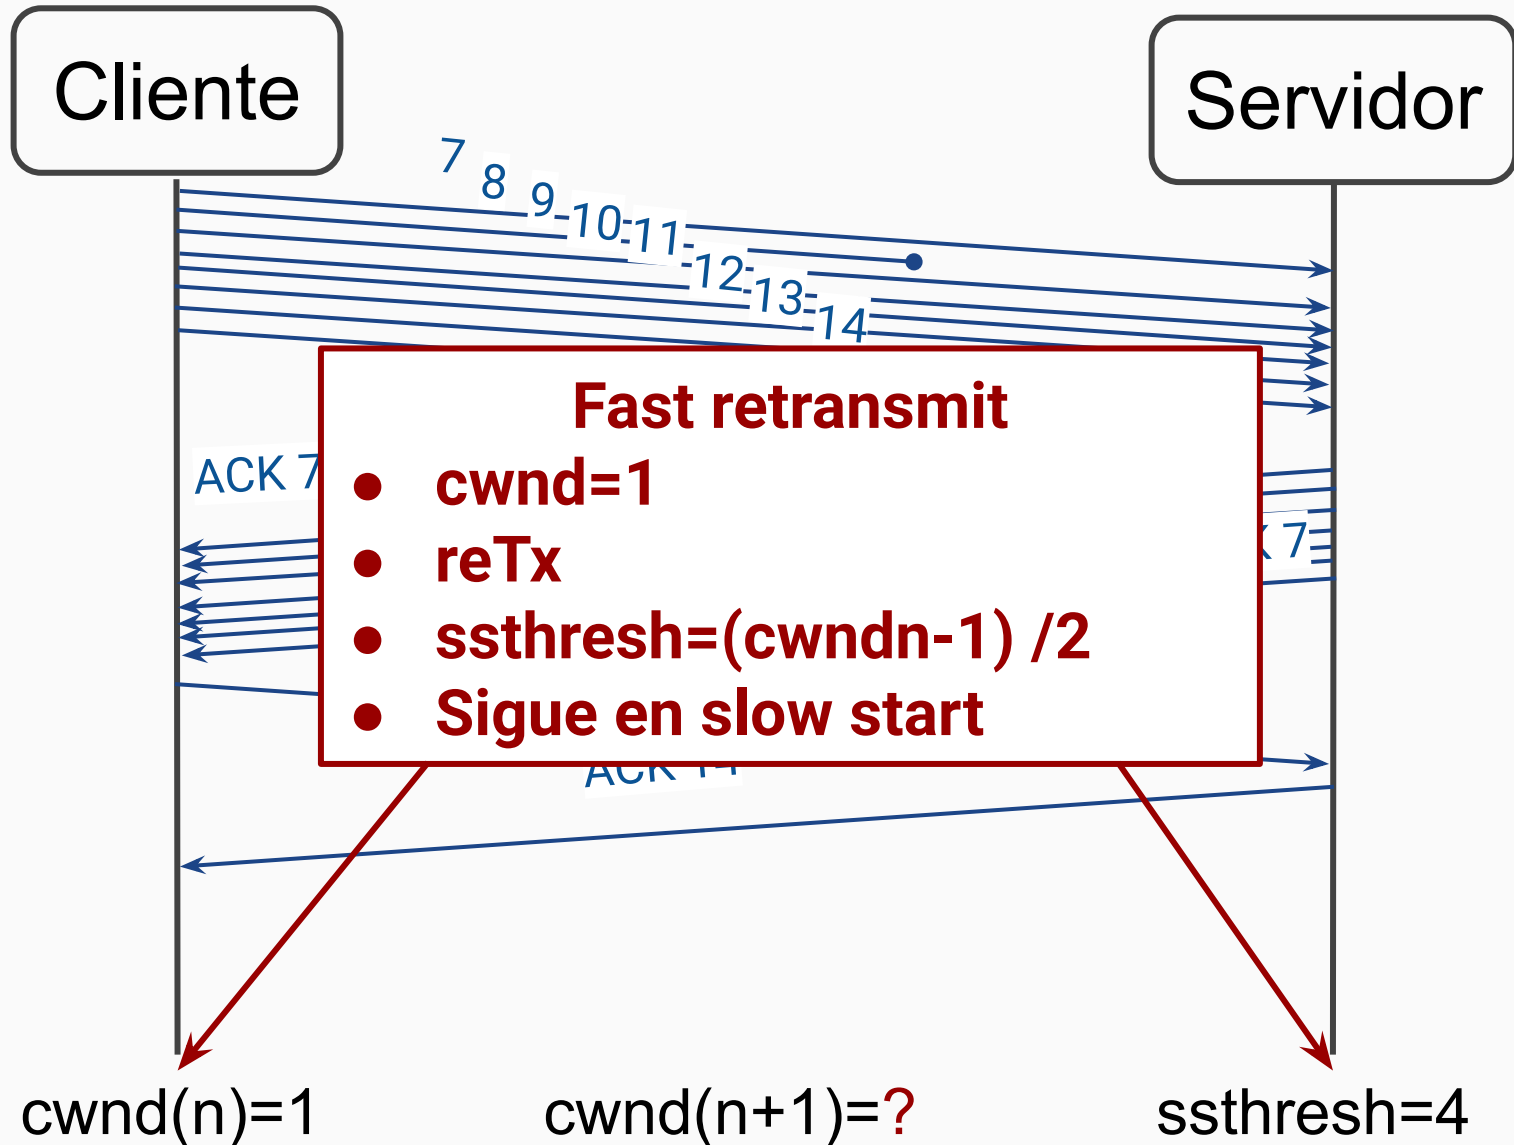 Cliente
Servidor
7
8
9
10
11
12
13
14
Fast retransmit
● cwnd=1
ACK 7
● reTx
7
● ssthresh=(cwndn-1) /2
● Sigue en slow start
cwnd(n)=1
cwnd(n+1)=?
ssthresh=4